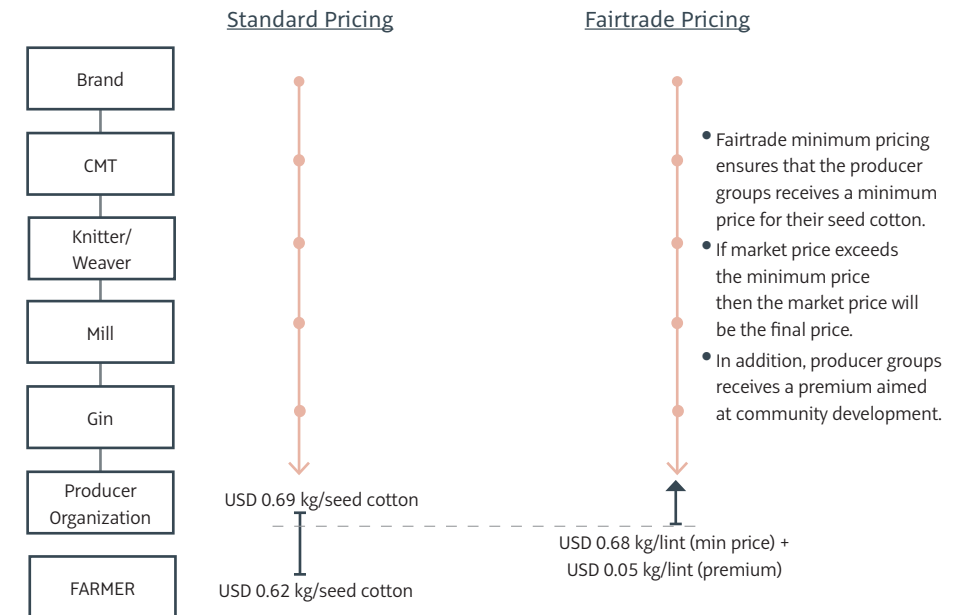 Standard Pricing
Fairtrade Pricing
Brand
CMT
Knitter/
Weaver
Mill
Gin
Producer
Organization
FARMER
USD 0.69 kg/seed cotton
USD 0.62 kg/seed cotton
• Fairtrade minimum pricing
ensures that the producer
groups receives a minimum
price for their seed cotton.
• If market price exceeds
the minimum price
then the market price will
be the final price.
• In addition, producer groups
receives a premium aimed
at community development.
USD 0.68 kg/lint (min price) +
USD 0.05 kg/lint (premium)